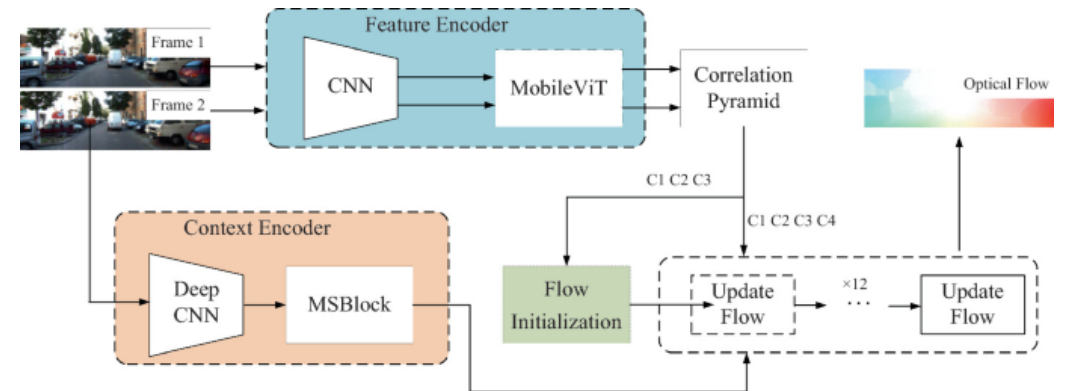 Frame 1
Frame 2
Feature Encoder
CNN
MobileViT
Correlation
Pyramid
Optical Flow
C1 C2 C3
C1 C2 C3 C4
Context Encoder
Deep
CNN
MSBlock
Flow
Initialization
Update
Flow
×12
...
Update
Flow